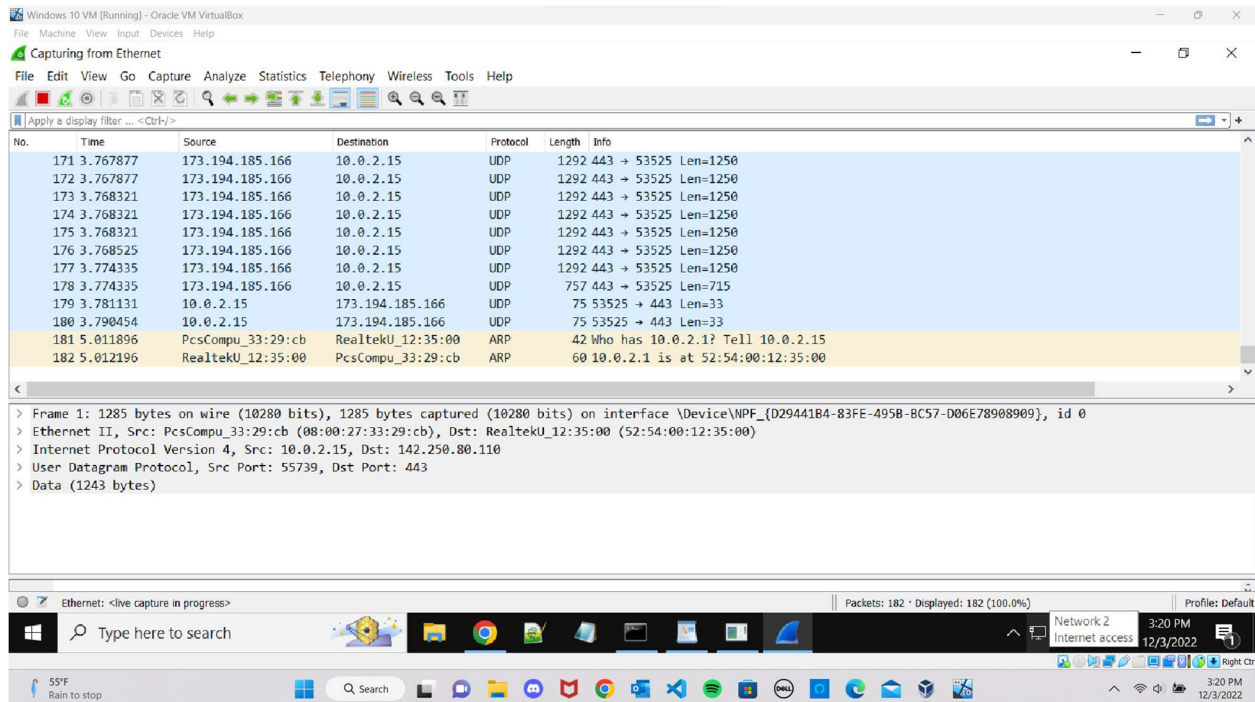 Windows 10 VM [Running] - Oracle VM VirtualBox
File Machine View Input Devices Help
Capturing from Ethernet
File Edit View Go Capture Analyze Statistics Telephony Wireless Tools Help
Apply a display filter ... <Ctrl-/>
No. Time Source Destination Protocol Length Info
171 3.767877 173.194.185.166 10.0.2.15 UDP 1292 443 → 53525 Len=1250
172 3.767877 173.194.185.166 10.0.2.15 UDP 1292 443 → 53525 Len=1250
173 3.768321 173.194.185.166 10.0.2.15 UDP 1292 443 → 53525 Len=1250
174 3.768321 173.194.185.166 10.0.2.15 UDP 1292 443 → 53525 Len=1250
175 3.768321 173.194.185.166 10.0.2.15 UDP 1292 443 → 53525 Len=1250
176 3.768525 173.194.185.166 10.0.2.15 UDP 1292 443 → 53525 Len=1250
177 3.774335 173.194.185.166 10.0.2.15 UDP 1292 443 → 53525 Len=1250
178 3.774335 173.194.185.166 10.0.2.15 UDP 757 443 → 53525 Len=715
179 3.781131 10.0.2.15 173.194.185.166 UDP 75 53525 → 443 Len=33
180 3.790454 10.0.2.15 173.194.185.166 UDP 75 53525 → 443 Len=33
181 5.011896 PcsCompu_33:29:cb RealtekU_12:35:00 ARP 42 Who has 10.0.2.1? Tell 10.0.2.15
182 5.012196 RealtekU_12:35:00 PcsCompu_33:29:cb ARP 60 10.0.2.1 is at 52:54:00:12:35:00
> Frame 1: 1285 bytes on wire (10280 bits), 1285 bytes captured (10280 bits) on interface \Device\NPF_{D29441B4-83FE-495B-BC57-D06E78908909}, id 0
> Ethernet II, Src: PcsCompu_33:29:cb (08:00:27:33:29:cb), Dst: RealtekU_12:35:00 (52:54:00:12:35:00)
> Internet Protocol Version 4, Src: 10.0.2.15, Dst: 142.250.80.110
> User Datagram Protocol, Src Port: 55739, Dst Port: 443
> Data (1243 bytes)
Ethernet: <live capture in progress> Packets: 182 · Displayed: 182 (100.0%) Profile: Default
Type here to search
Network 2
Internet access
3:20 PM
12/3/2022
1
Right Ctr
55°F
Rain to stop
Search
DELL
3:20 PM
12/3/2022